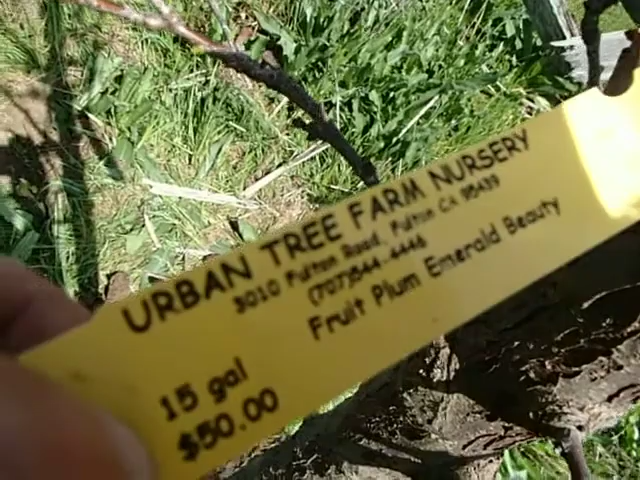 URBAN TREE FARM NURSERY
3010 Fulton Road, Fulton CA 95439
(707)544-4446
Fruit Plum Emerald Beauty
15 gal
$50.00